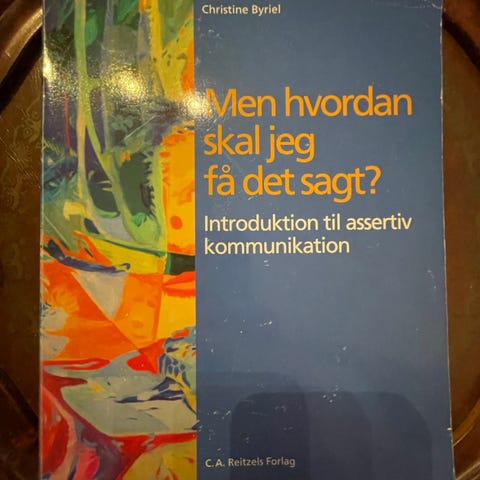 Christine Byriel
Men hvordan
skal jeg
få det sagt?
Introduktion til assertiv
kommunikation
C.A. Reitzels Forlag